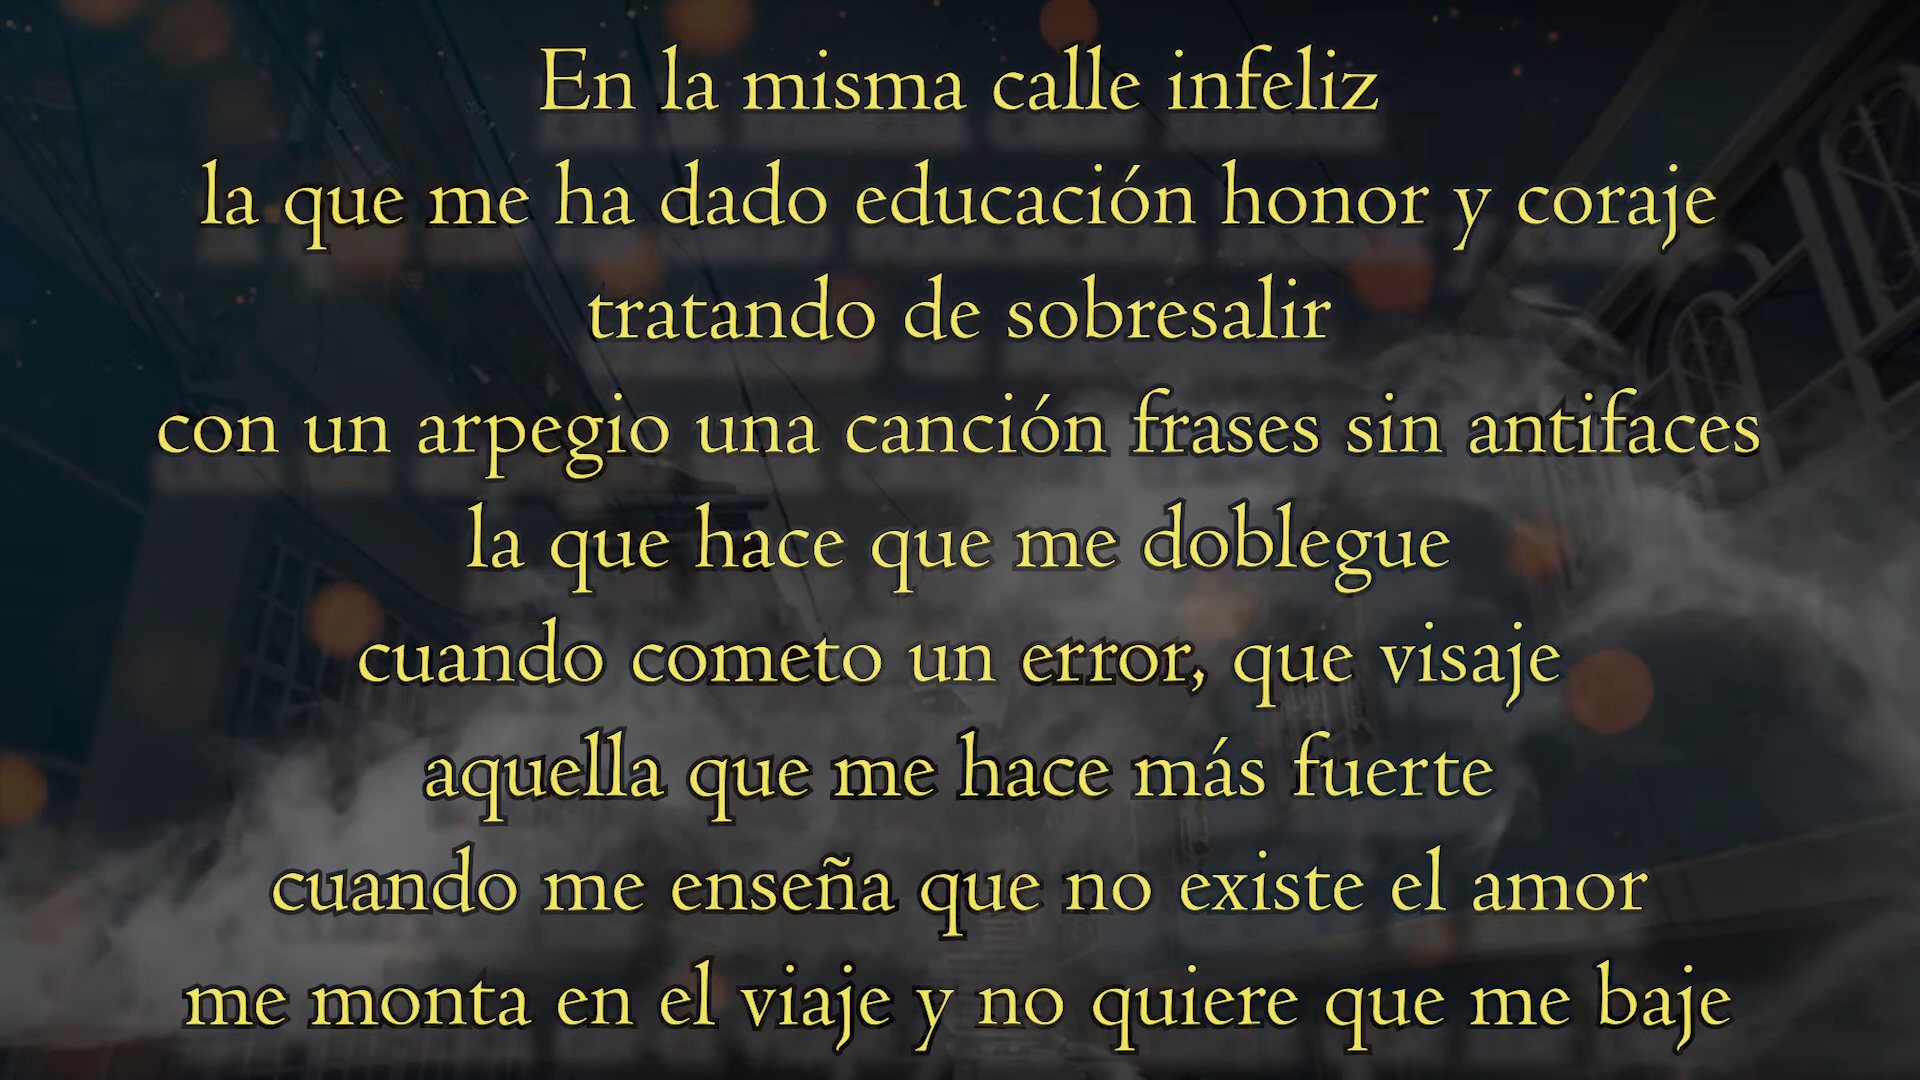 En la misma calle infeliz
la que me ha dado educación honor y coraje
tratando de sobresalir
con un arpegio una canción frases sin antifaces
la que hace que me doblegue
cuando cometo un error, que visaje
aquella que me hace más fuerte
cuando me enseña que no existe el amor
me monta en el viaje y no quiere que me baje